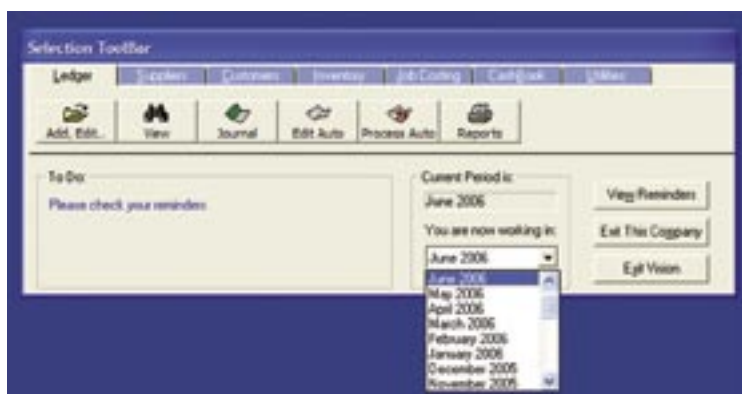 Selection ToolBar
Ledger Suppliers Customers Inventory Job Costing CashBook Utilities
Add, Edit.. View Journal Edit Auto Process Auto Reports
To Do:
Please check your reminders
Current Period is:
June 2006
You are now working in:
June 2006
June 2006
May 2006
April 2006
March 2006
February 2006
January 2006
December 2005
November 2005
View Reminders
Exit This Company
Exit Vision